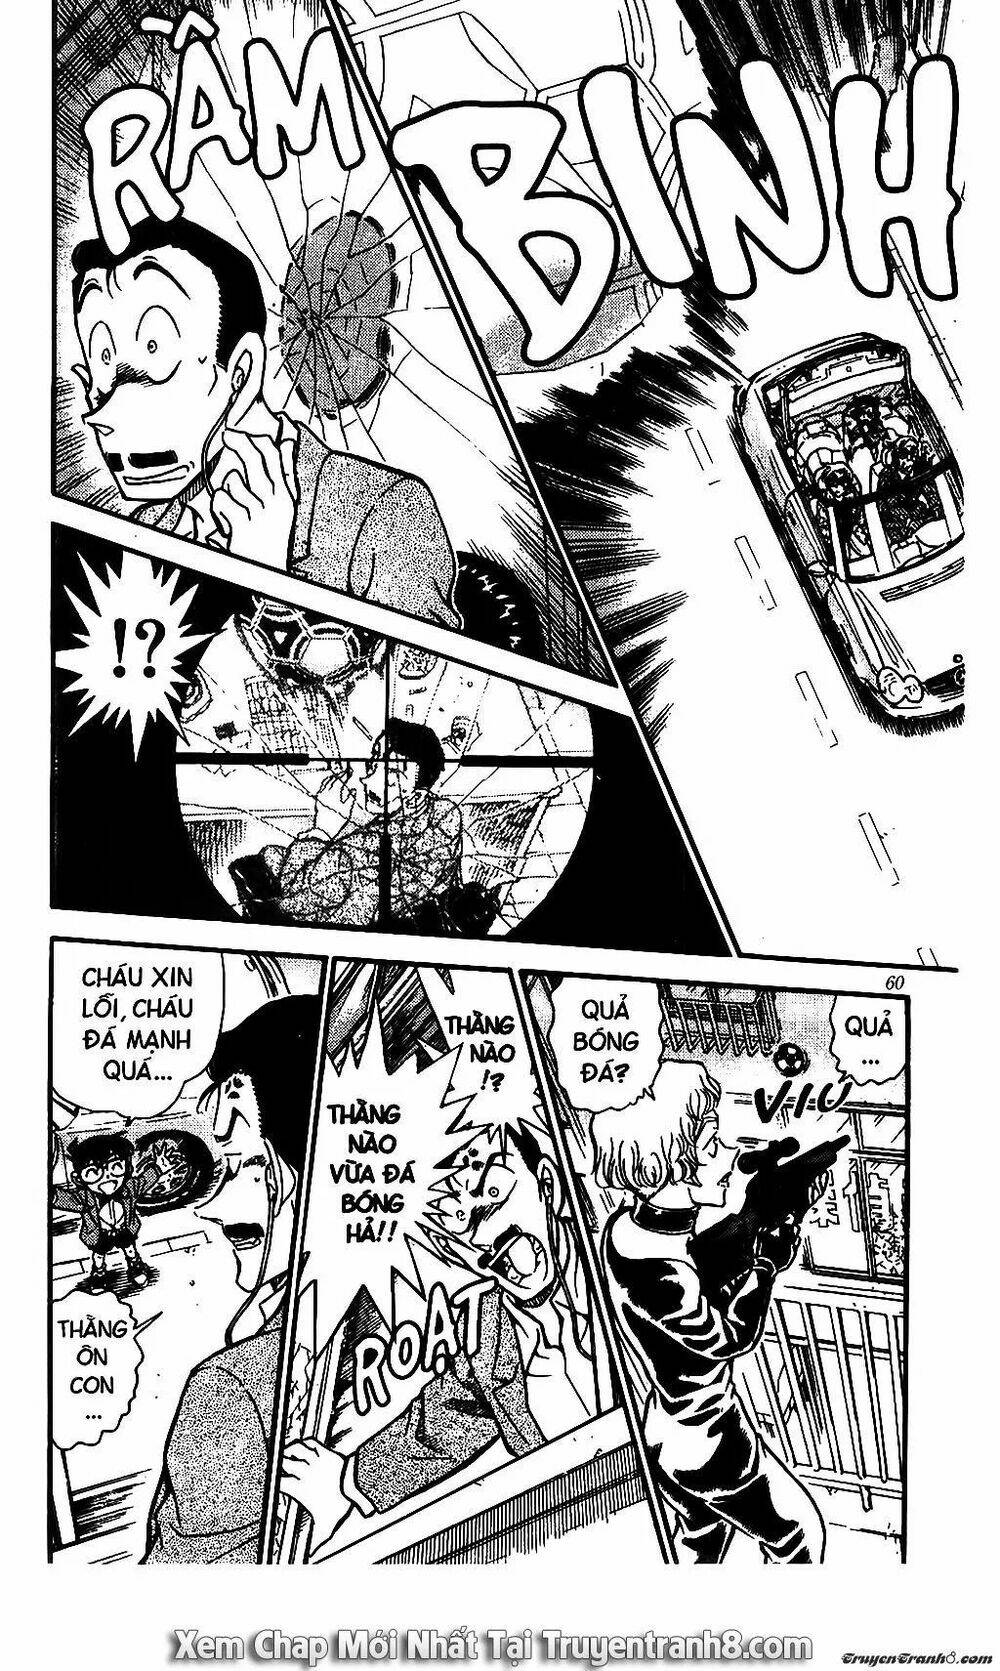 RẦM
BINH
!?
60
QUẢ
...
QUẢ
BÓNG
ĐÁ?
VIU
THẰNG
NÀO
!?
THẰNG
NÀO
VỪA ĐÁ
BÓNG
HẢ!!
ROẠT
CHÁU XIN
LỖI, CHÁU
ĐÁ MẠNH
QUÁ...
THẰNG
ÔN
CON
...
Xem Chap Mới Nhất Tại Truyentranh8.com
TruyenTranh8.com